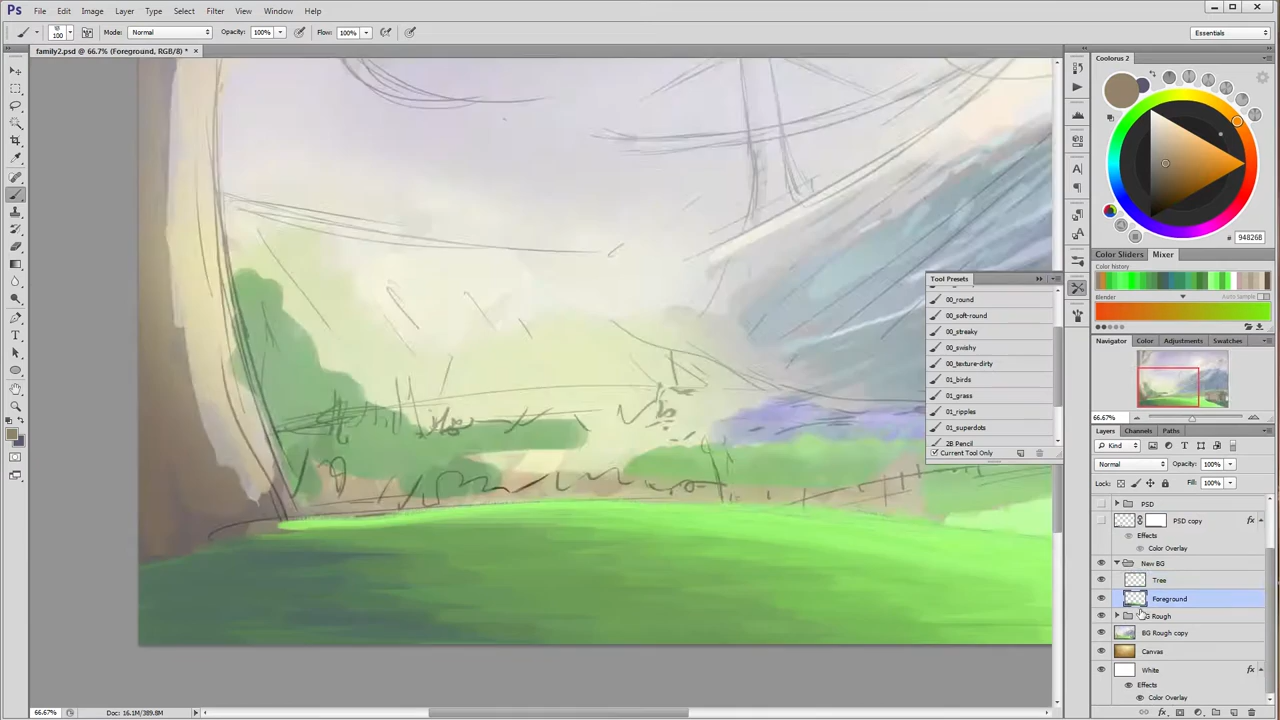 Ps File Edit Image Layer Type Select Filter View Window Help
100 Mode: Normal Opacity: 100% Flow: 100% Essentials
family2.psd @ 66.7% (Foreground, RGB/8) * ×
Coolorus 2
# 94826B
Color Sliders Mixer
Color history
Blender Auto sample
Tool Presets
00_round
00_soft-round
00_streaky
00_swishy
00_texture-dirty
01_birds
01_grass
01_ripples
01_superdots
2B Pencil
Current Tool Only
Navigator Color Adjustments Swatches
66.67%
Layers Channels Paths
Kind
Normal Opacity: 100%
Lock: Fill: 100%
PSD
PSD copy fx
Effects
Color Overlay
New BG
Tree
Foreground
G Rough
BG Rough copy
Canvas
White fx
Effects
Color Overlay
66.67% Doc: 16.1M/389.8M